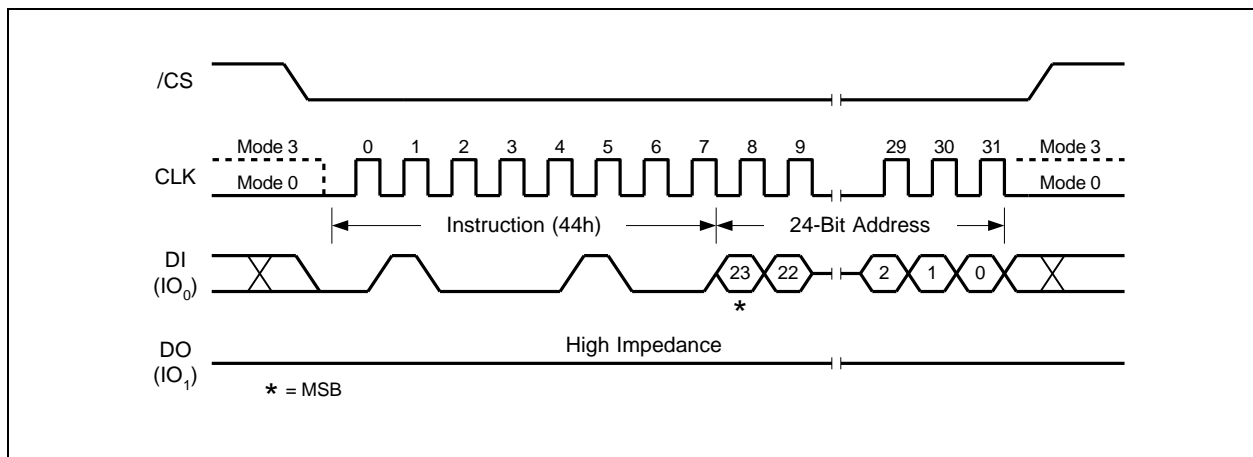 /CS
Mode 3 0 1 2 3 4 5 6 7 8 9 29 30 31 Mode 3
CLK Mode 0 Mode 0
Instruction (44h) 24-Bit Address
DI
(IO0) 23 22 2 1 0
*
High Impedance
DO
(IO1)
* = MSB